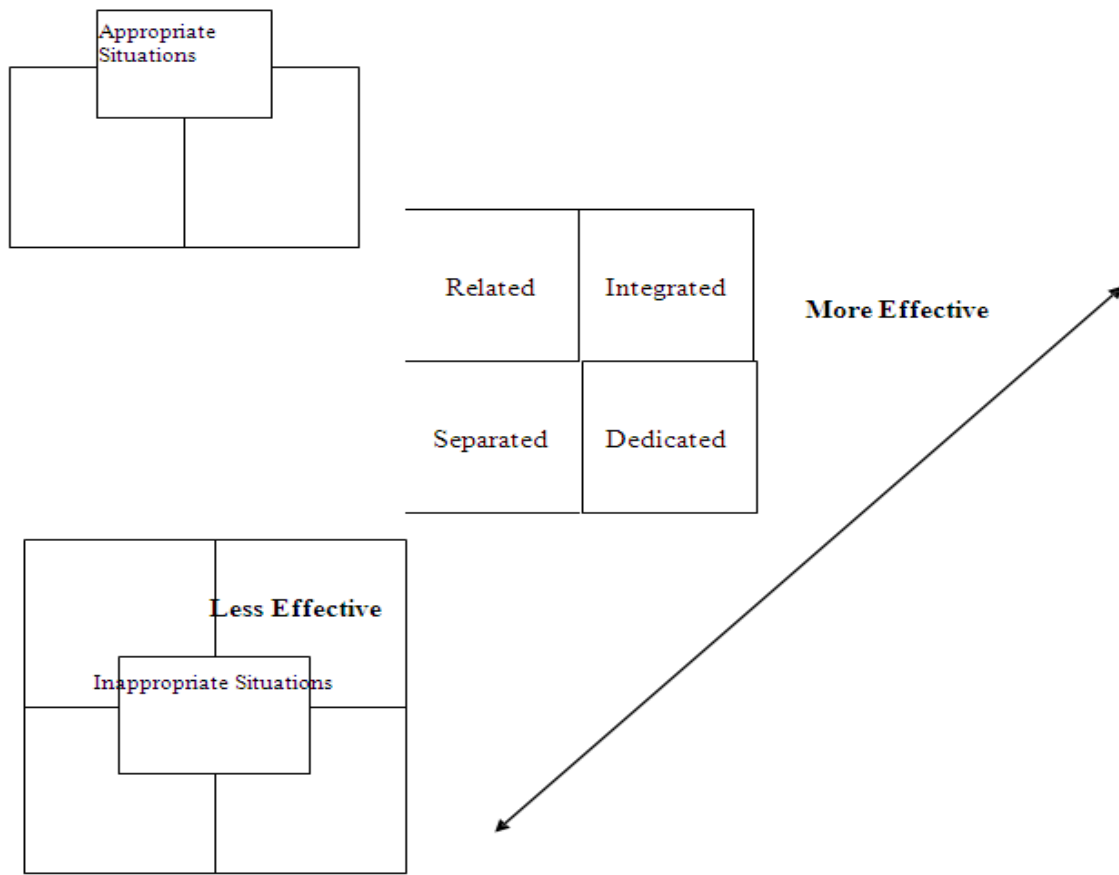 Appropriate
Situations
Related
Integrated
More Effective
Separated
Dedicated
Less Effective
Inappropriate Situations